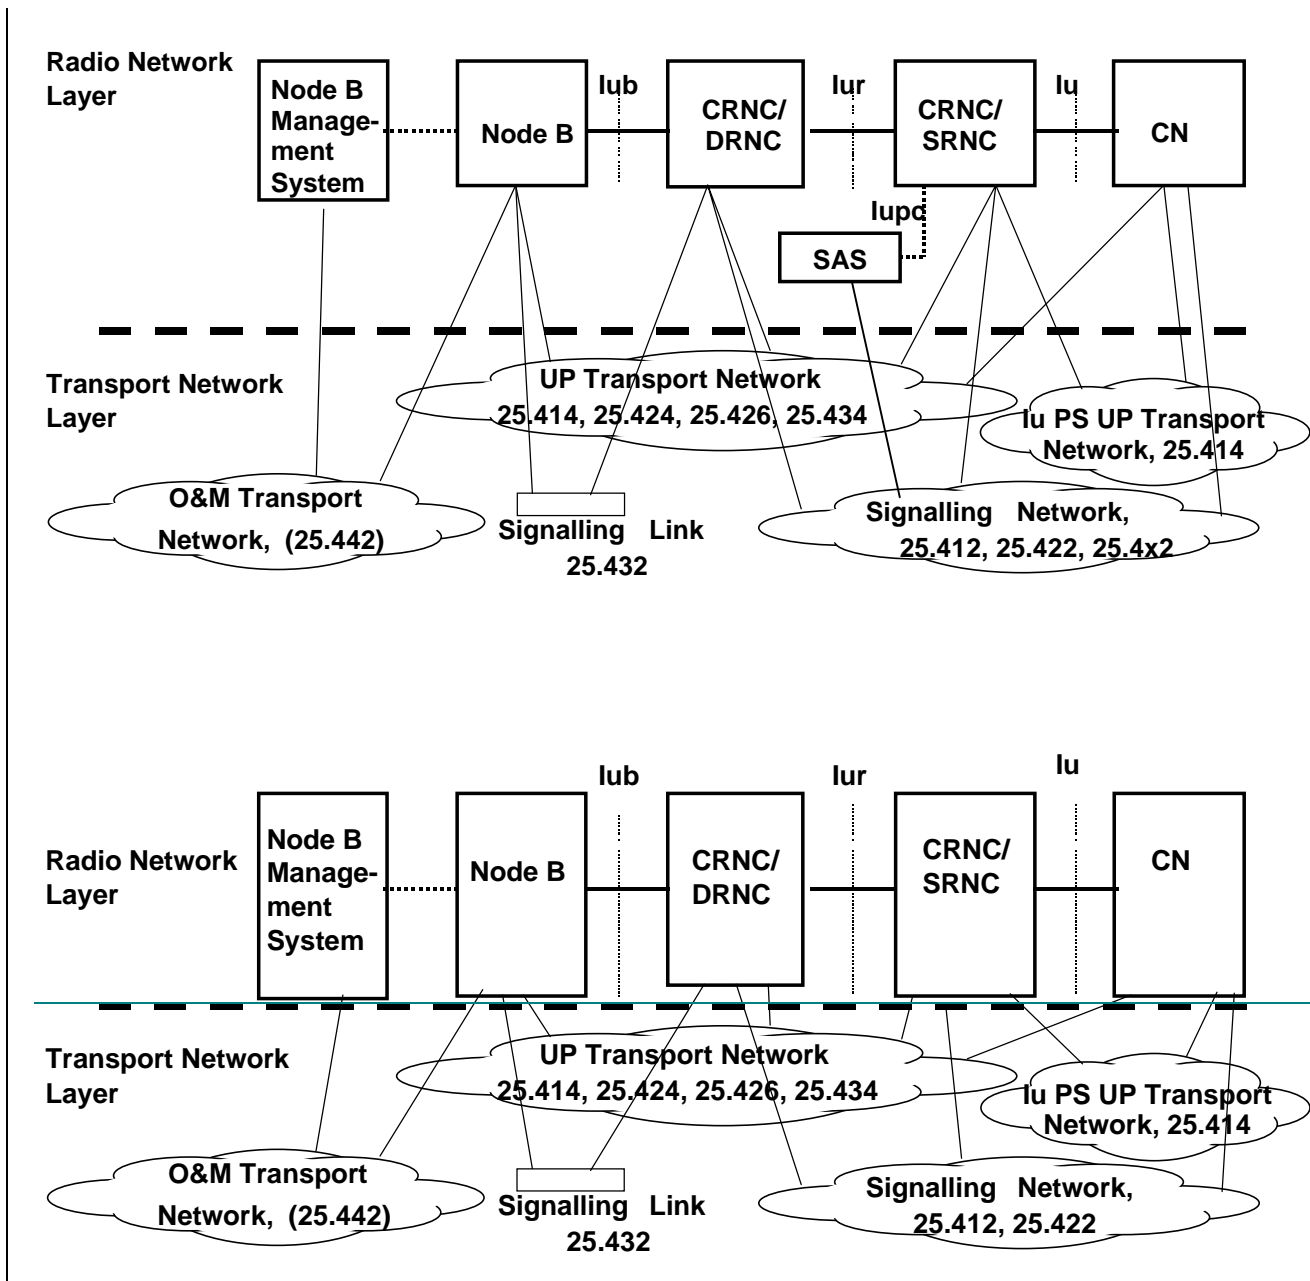 Radio Network
Layer
Node B
Manage-
ment
System
Node B
Iub
CRNC/
DRNC
Iur
CRNC/
SRNC
Iu
CN
Iupc
SAS
Transport Network
Layer
UP Transport Network
25.414, 25.424, 25.426, 25.434
Iu PS UP Transport
Network, 25.414
O&M Transport
Network, (25.442)
Signalling Link
25.432
Signalling Network,
25.412, 25.422, 25.4x2
Iub
Iur
Iu
Radio Network
Layer
Node B
Manage-
ment
System
Node B
CRNC/
DRNC
CRNC/
SRNC
CN
Transport Network
Layer
UP Transport Network
25.414, 25.424, 25.426, 25.434
Iu PS UP Transport
Network, 25.414
O&M Transport
Network, (25.442)
Signalling Link
25.432
Signalling Network,
25.412, 25.422